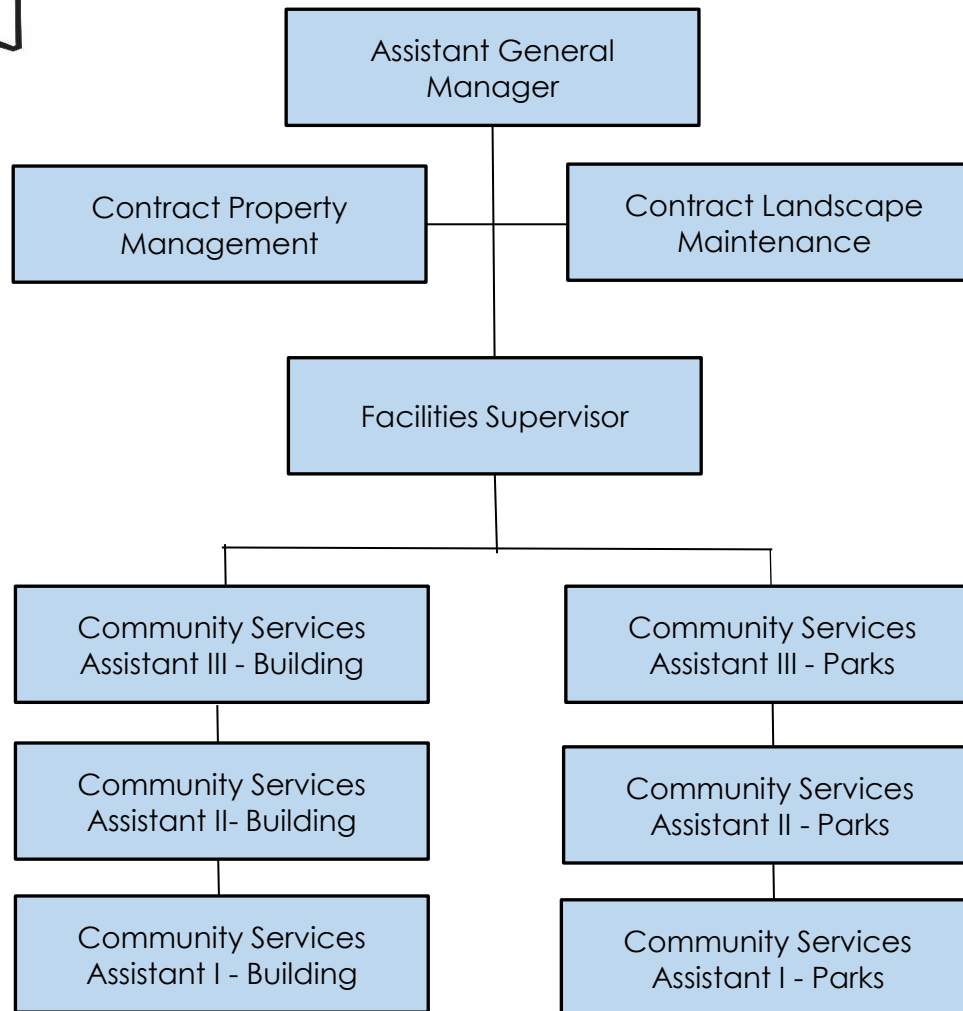 Assistant General
Manager
Contract Property
Management
Contract Landscape
Maintenance
Facilities Supervisor
Community Services
Assistant III - Building
Community Services
Assistant III - Parks
Community Services
Assistant II- Building
Community Services
Assistant II - Parks
Community Services
Assistant I - Building
Community Services
Assistant I - Parks